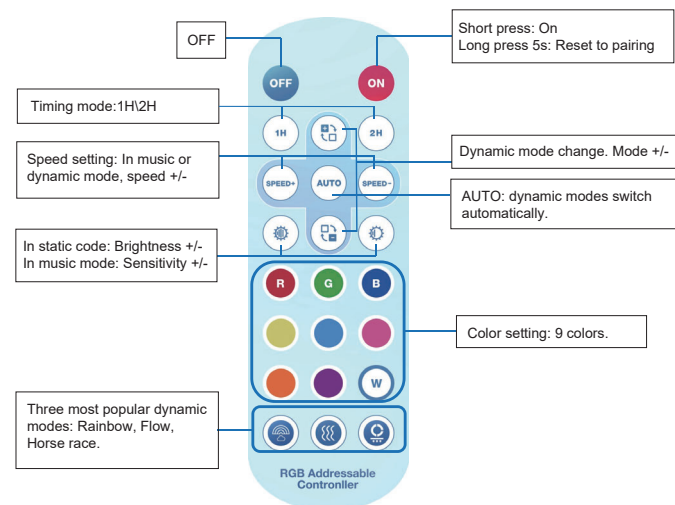 OFF
Short press: On
Long press 5s: Reset to pairing
OFF
ON
Timing mode:1H\2H
1H
2H
Speed setting: In music or
dynamic mode, speed +/-
Dynamic mode change. Mode +/-
SPEED+
AUTO
SPEED-
AUTO: dynamic modes switch
automatically.
In static code: Brightness +/-
In music mode: Sensitivity +/-
R
G
B
Color setting: 9 colors.
W
Three most popular dynamic
modes: Rainbow, Flow,
Horse race.
RGB Addressable
Contronller